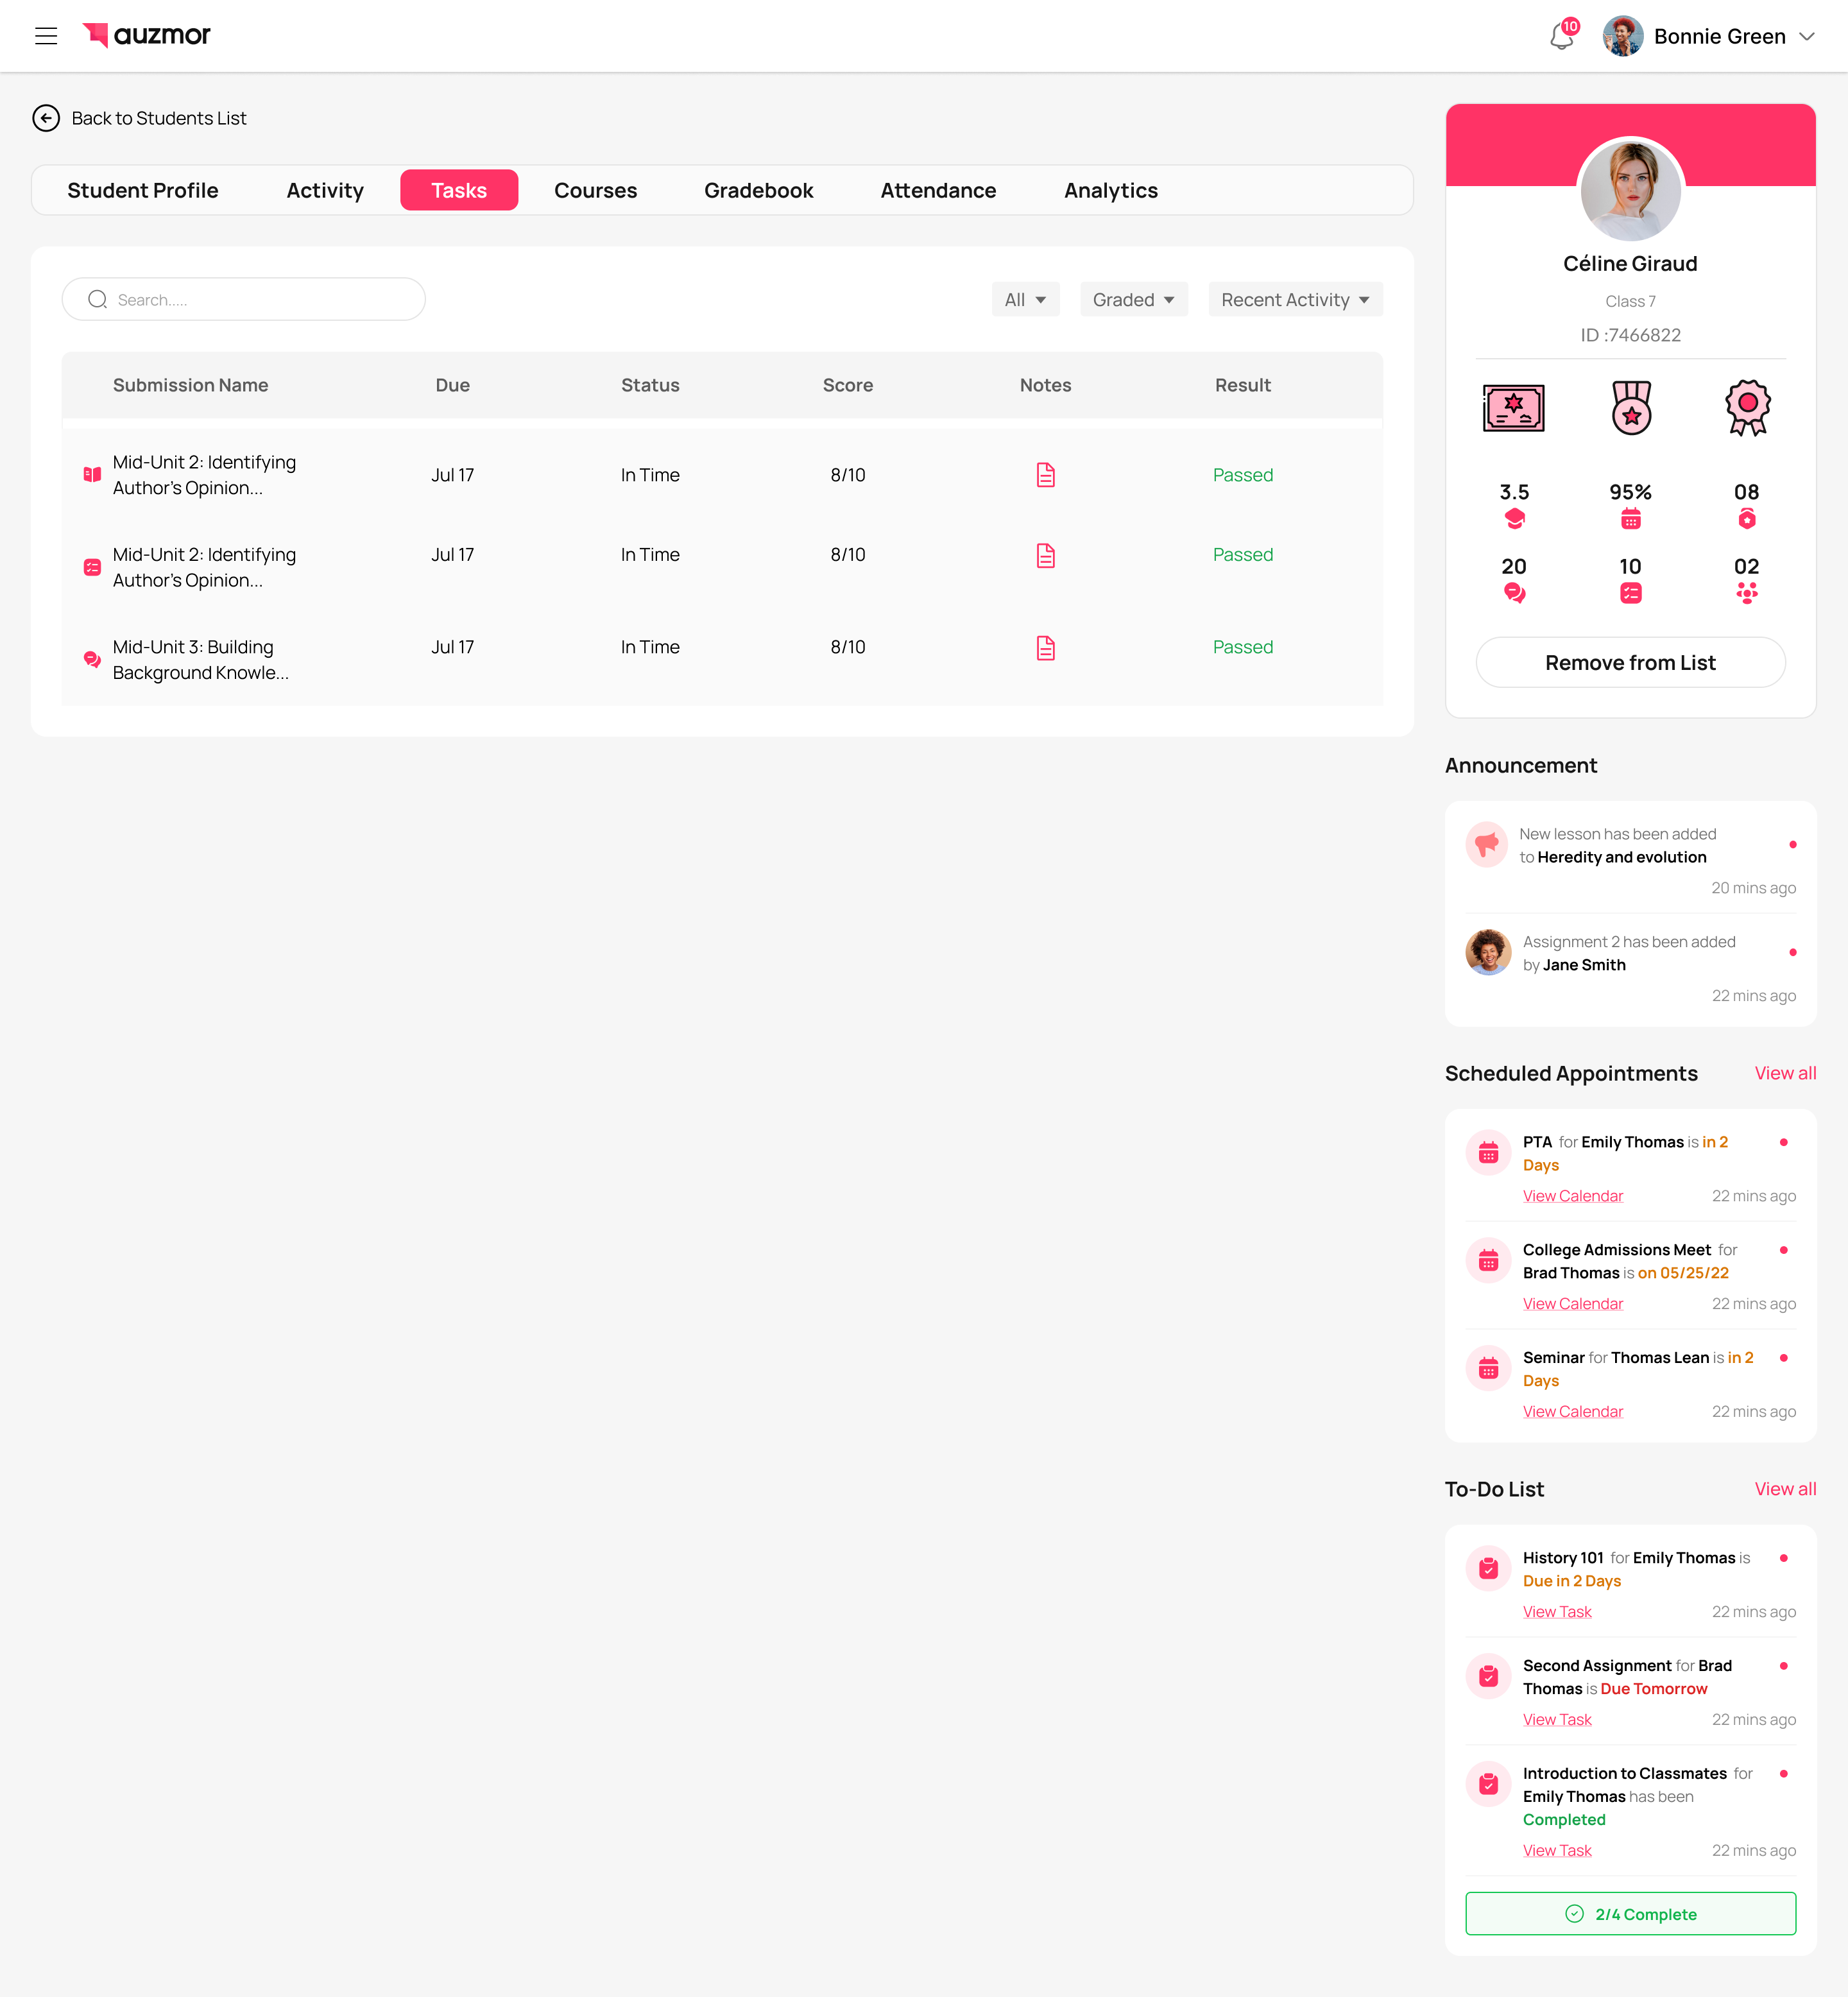 auzmor
10
Bonnie Green
Back to Students List
Student Profile Activity Tasks Courses Gradebook Attendance Analytics
Search.....
All Graded Recent Activity
Submission Name Due Status Score Notes Result
Mid-Unit 2: Identifying
Author's Opinion...
Jul 17 In Time 8/10 Passed
Mid-Unit 2: Identifying
Author's Opinion...
Jul 17 In Time 8/10 Passed
Mid-Unit 3: Building
Background Knowle...
Jul 17 In Time 8/10 Passed
Céline Giraud
Class 7
ID :7466822
3.5 95% 08
20 10 02
Remove from List
Announcement
New lesson has been added
to Heredity and evolution
20 mins ago
Assignment 2 has been added
by Jane Smith
22 mins ago
Scheduled Appointments View all
PTA for Emily Thomas is in 2
Days
View Calendar 22 mins ago
College Admissions Meet for
Brad Thomas is on 05/25/22
View Calendar 22 mins ago
Seminar for Thomas Lean is in 2
Days
View Calendar 22 mins ago
To-Do List View all
History 101 for Emily Thomas is
Due in 2 Days
View Task 22 mins ago
Second Assignment for Brad
Thomas is Due Tomorrow
View Task 22 mins ago
Introduction to Classmates for
Emily Thomas has been
Completed
View Task 22 mins ago
2/4 Complete